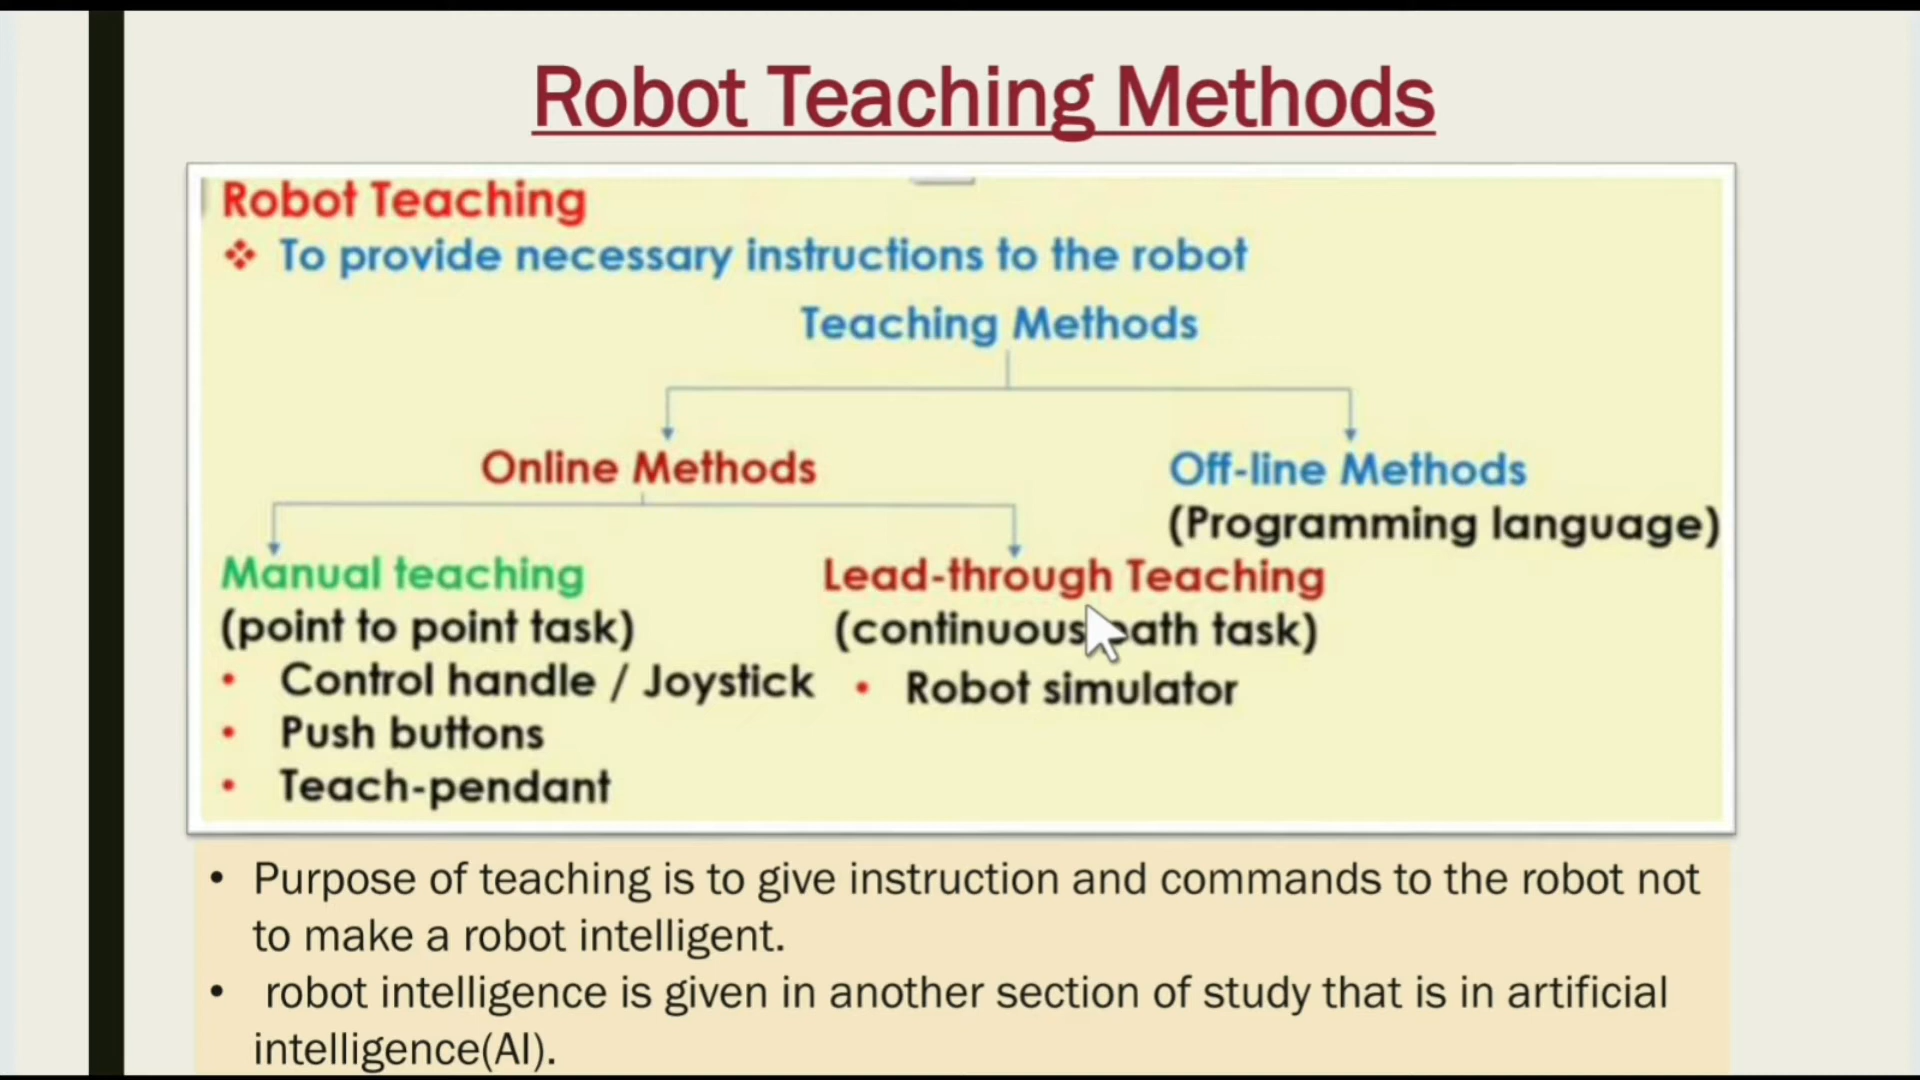 Robot Teaching Methods
Robot Teaching
❖ To provide necessary instructions to the robot
Teaching Methods
Online Methods
Off-line Methods
(Programming language)
Manual teaching
(point to point task)
• Control handle / Joystick
• Push buttons
• Teach-pendant
Lead-through Teaching
(continuous path task)
• Robot simulator
• Purpose of teaching is to give instruction and commands to the robot not
to make a robot intelligent.
• robot intelligence is given in another section of study that is in artificial
intelligence(AI).